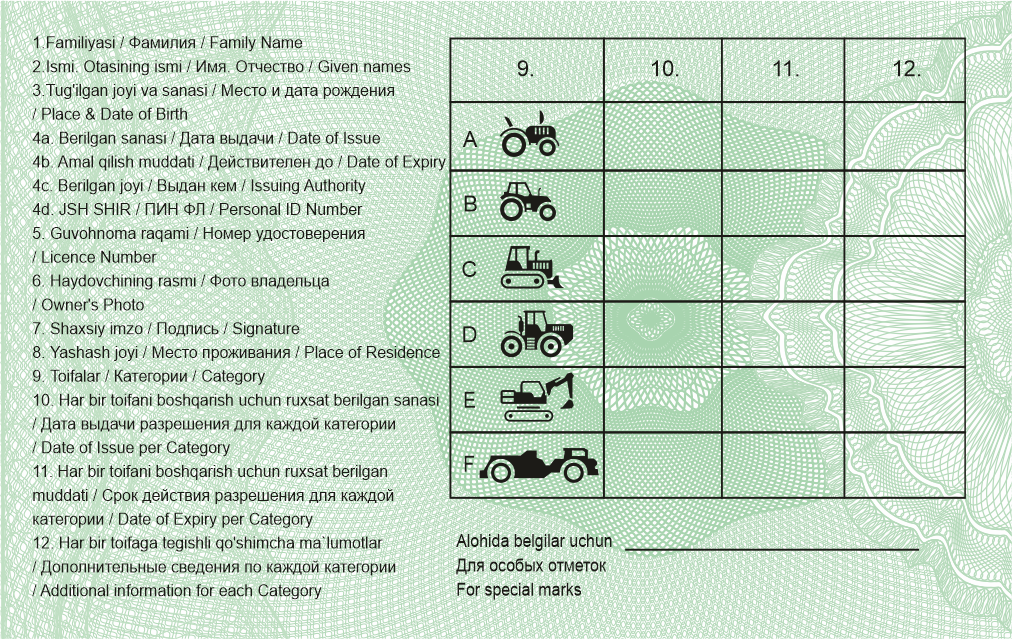 1.Familiyasi / Фамилия / Family Name
2.Ismi. Otasining ismi / Имя. Отчество / Given names
3.Tug'ilgan joyi va sanasi / Место и дата рождения
/ Place & Date of Birth
4a. Berilgan sanasi / Дата выдачи / Date of Issue
4b. Amal qilish muddati / Действителен до / Date of Expiry
4c. Berilgan joyi / Выдан кем / Issuing Authority
4d. JSH SHIR / ПИН ФЛ / Personal ID Number
5. Guvohnoma raqami / Номер удостоверения
/ Licence Number
6. Haydovchining rasmi / Фото владельца
/ Owner's Photo
7. Shaxsiy imzo / Подпись / Signature
8. Yashash joyi / Место проживания / Place of Residence
9. Toifalar / Категории / Category
10. Har bir toifani boshqarish uchun ruxsat berilgan sanasi
/ Дата выдачи разрешения для каждой категории
/ Date of Issue per Category
11. Har bir toifani boshqarish uchun ruxsat berilgan
muddati / Срок действия разрешения для каждой
категории / Date of Expiry per Category
12. Har bir toifaga tegishli qo'shimcha ma`lumotlar
/ Дополнительные сведения по каждой категории
/ Additional information for each Category
9. 10. 11. 12.
A
B
C
D
E
F
Alohida belgilar uchun
Для особых отметок
For special marks